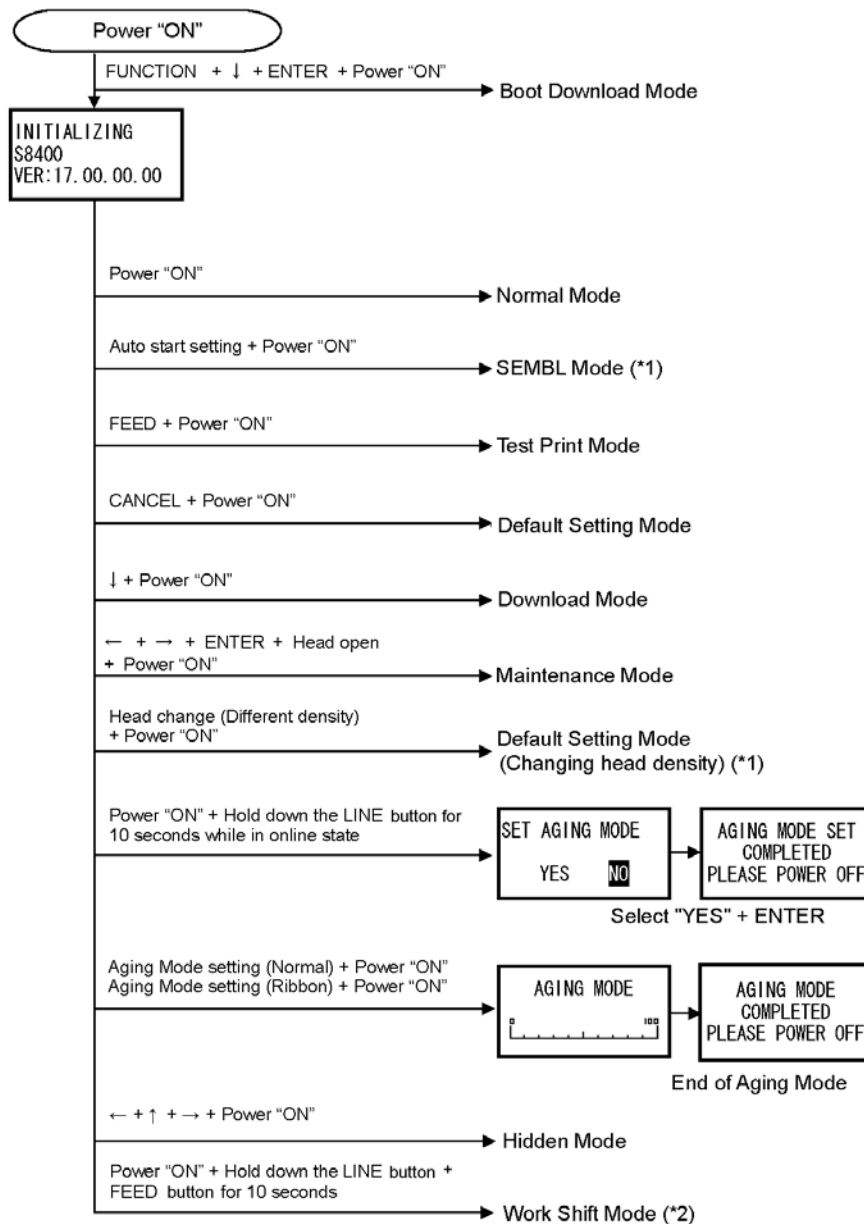 Power “ON”
FUNCTION + ↓ + ENTER + Power “ON”
Boot Download Mode
INITIALIZING
S8400
VER:17.00.00.00
Power “ON”
Normal Mode
Auto start setting + Power “ON”
SEMBL Mode (*1)
FEED + Power “ON”
Test Print Mode
CANCEL + Power “ON”
Default Setting Mode
↓ + Power “ON”
Download Mode
← + → + ENTER + Head open
+ Power “ON”
Maintenance Mode
Head change (Different density)
+ Power “ON”
Default Setting Mode
(Changing head density) (*1)
Power “ON” + Hold down the LINE button for
10 seconds while in online state
SET AGING MODE
YES NO
AGING MODE SET
COMPLETED
PLEASE POWER OFF
Select "YES" + ENTER
Aging Mode setting (Normal) + Power “ON”
Aging Mode setting (Ribbon) + Power “ON”
AGING MODE
0 100
AGING MODE
COMPLETED
PLEASE POWER OFF
End of Aging Mode
← + ↑ + → + Power “ON”
Hidden Mode
Power “ON” + Hold down the LINE button +
FEED button for 10 seconds
Work Shift Mode (*2)